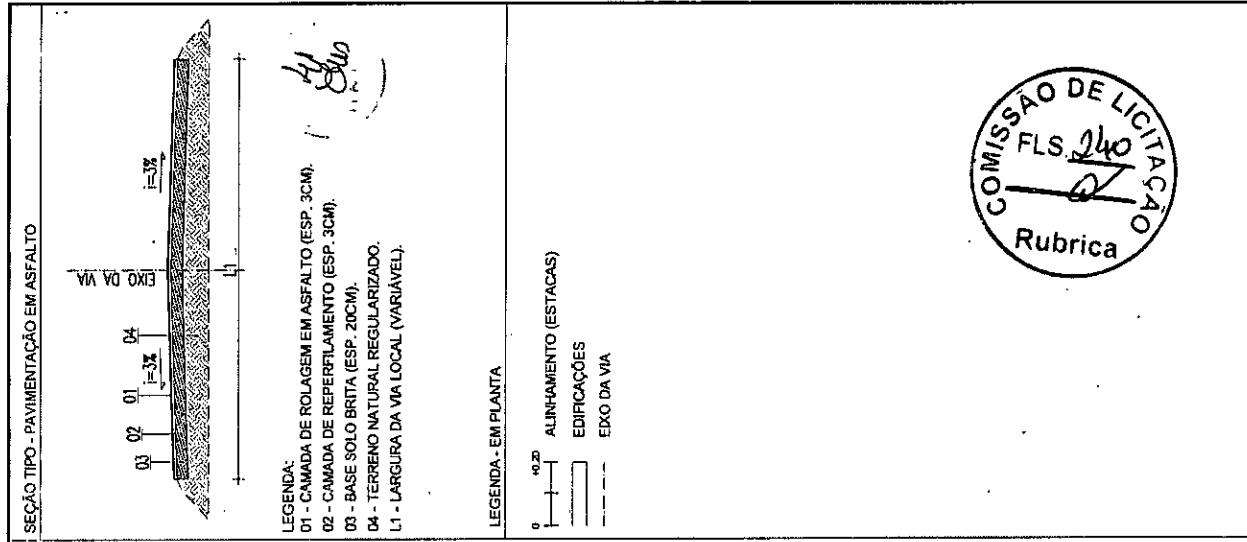 SEÇÃO TIPO - PAVIMENTAÇÃO EM ASFALTO
03
02
01
04
i=3%
EIXO DA VIA
i=3%
L1
LEGENDA:
01 - CAMADA DE ROLAGEM EM ASFALTO (ESP. 3CM).
02 - CAMADA DE REPERFILAMENTO (ESP. 3CM).
03 - BASE SOLO BRITA (ESP. 20CM).
04 - TERRENO NATURAL REGULARIZADO.
L1 - LARGURA DA VIA LOCAL (VARIÁVEL).
LEGENDA - EM PLANTA
0 +0.20
ALINHAMENTO (ESTACAS)
EDIFICAÇÕES
EIXO DA VIA
COMISSÃO DE LICITAÇÃO
FLS. 240
Rubrica